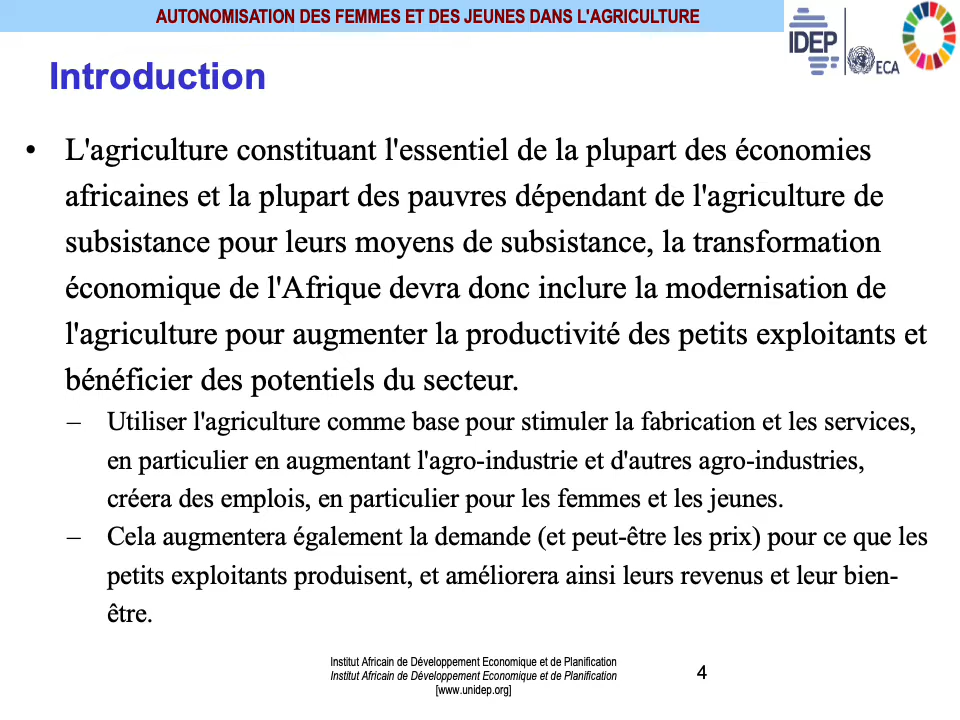 AUTONOMISATION DES FEMMES ET DES JEUNES DANS L'AGRICULTURE
IDEP
ECA
Introduction
• L'agriculture constituant l'essentiel de la plupart des économies
africaines et la plupart des pauvres dépendant de l'agriculture de
subsistance pour leurs moyens de subsistance, la transformation
économique de l'Afrique devra donc inclure la modernisation de
l'agriculture pour augmenter la productivité des petits exploitants et
bénéficier des potentiels du secteur.
– Utiliser l'agriculture comme base pour stimuler la fabrication et les services,
en particulier en augmentant l'agro-industrie et d'autres agro-industries,
créera des emplois, en particulier pour les femmes et les jeunes.
– Cela augmentera également la demande (et peut-être les prix) pour ce que les
petits exploitants produisent, et améliorera ainsi leurs revenus et leur bien-
être.
Institut Africain de Développement Economique et de Planification
Institut Africain de Développement Economique et de Planification
[www.unidep.org]
4